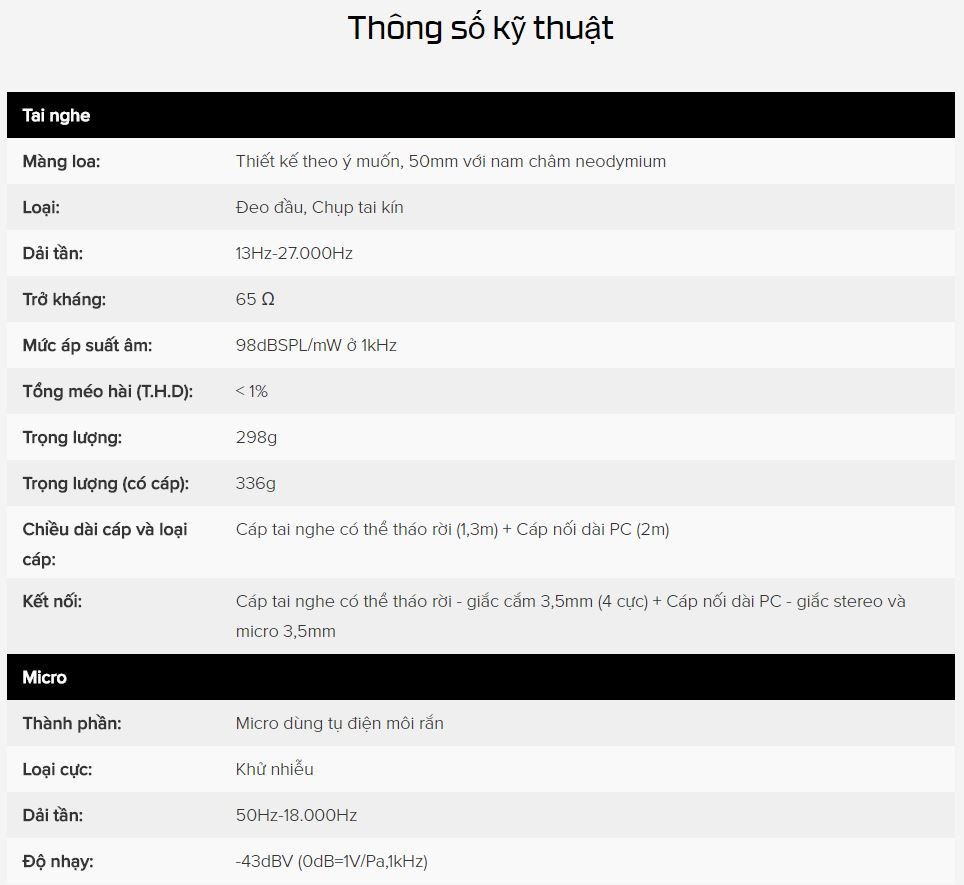 Thông số kỹ thuật
Tai nghe
Màng loa: Thiết kế theo ý muốn, 50mm với nam châm neodymium
Loại: Đeo đầu, Chụp tai kín
Dải tần: 13Hz-27.000Hz
Trở kháng: 65 Ω
Mức áp suất âm: 98dBSPL/mW ở 1kHz
Tổng méo hài (T.H.D): < 1%
Trọng lượng: 298g
Trọng lượng (có cáp): 336g
Chiều dài cáp và loại Cáp tai nghe có thể tháo rời (1,3m) + Cáp nối dài PC (2m)
cáp:
Kết nối: Cáp tai nghe có thể tháo rời - giắc cắm 3,5mm (4 cực) + Cáp nối dài PC - giắc stereo và
micro 3,5mm
Micro
Thành phần: Micro dùng tụ điện môi rắn
Loại cực: Khử nhiễu
Dải tần: 50Hz-18.000Hz
Độ nhạy: -43dBV (0dB=1V/Pa,1kHz)